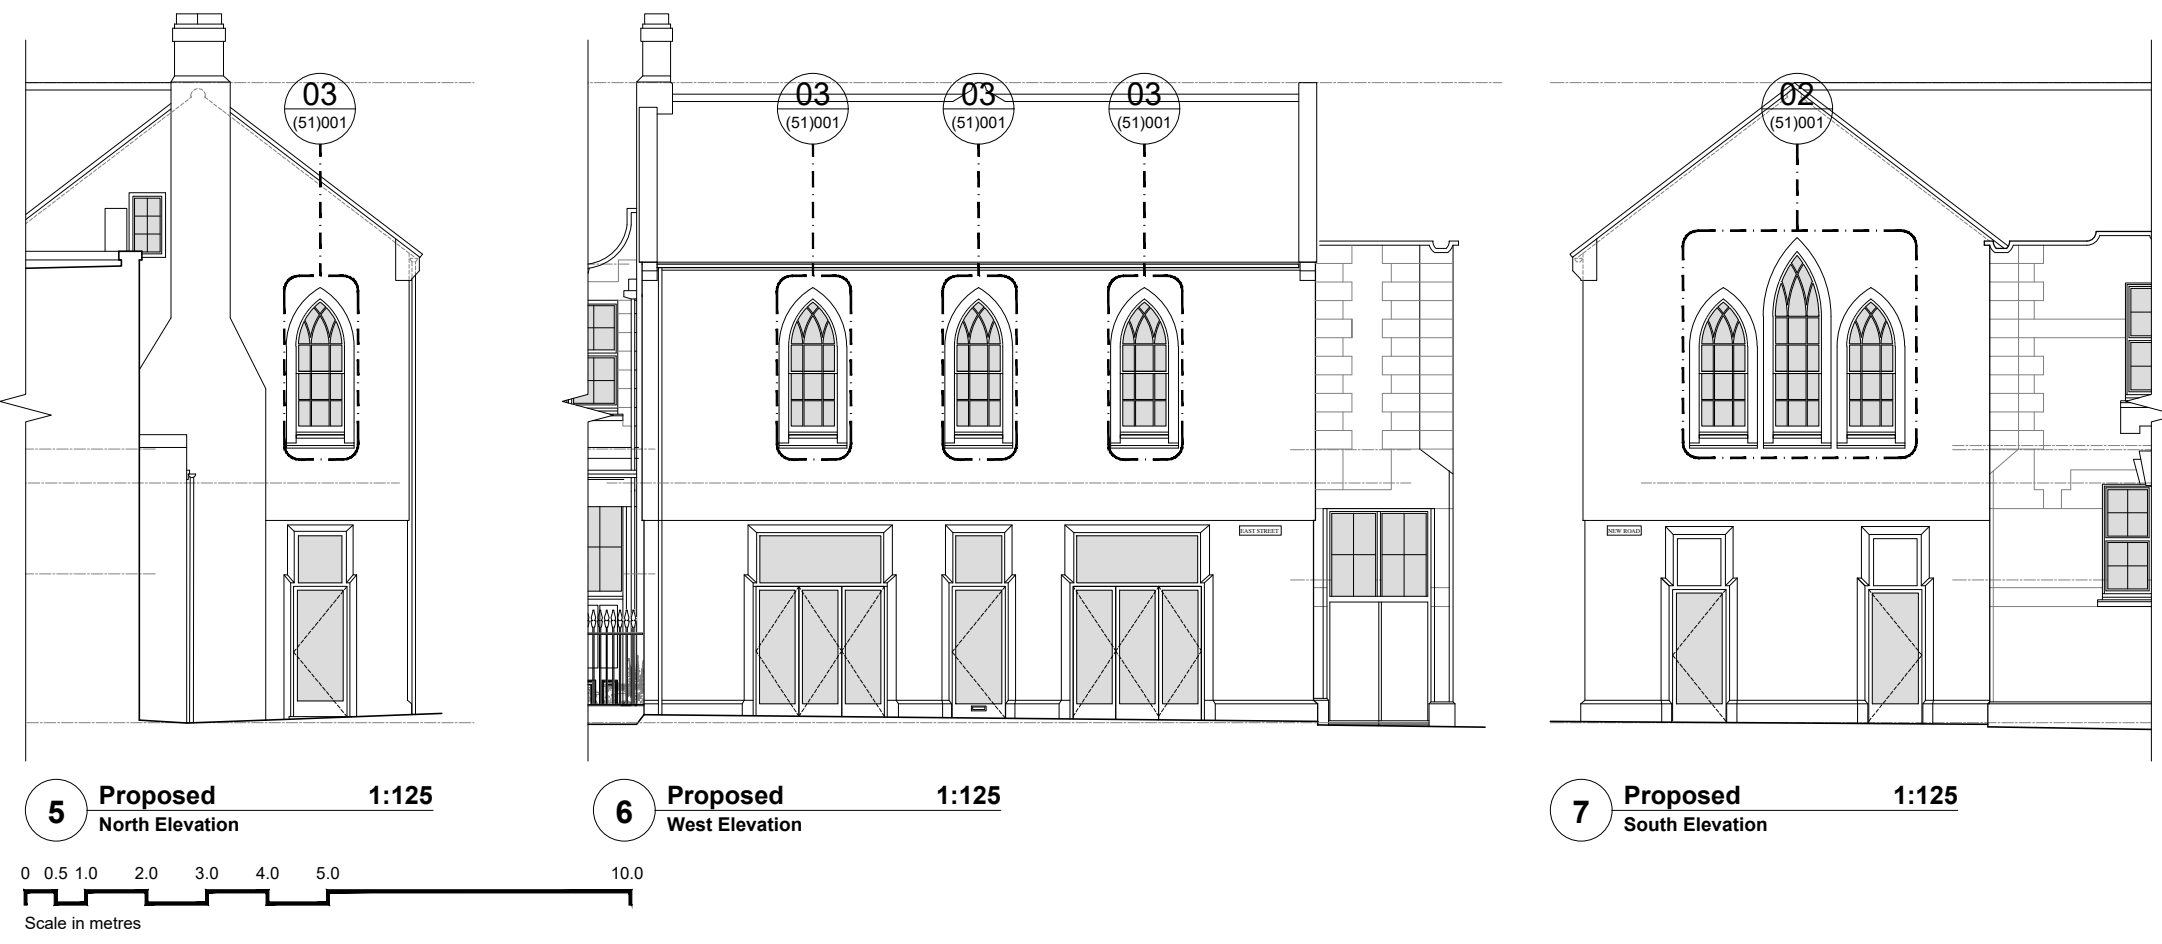 03
(51)001
03
(51)001
03
(51)001
03
(51)001
02
(51)001
EAST STREET
NEW ROAD
5
Proposed 1:125
North Elevation
6
Proposed 1:125
West Elevation
7
Proposed 1:125
South Elevation
0 0.5 1.0 2.0 3.0 4.0 5.0 10.0
Scale in metres